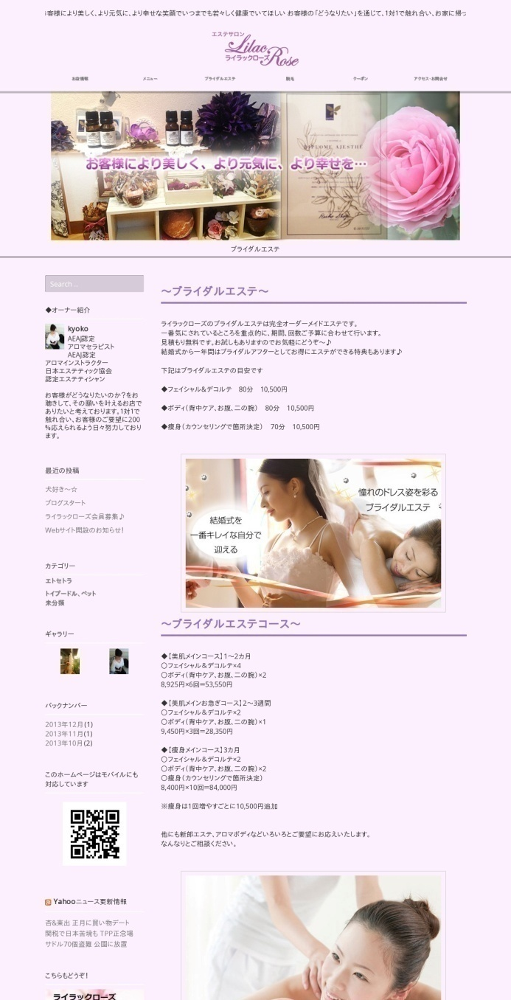 お客様により美しく、より元気に、より幸せな笑顔でいつまでも若々しく健康でいてほしい お客様の「どうなりたい」を通じて、1対1で触れ合い、お家に帰っ
エステサロン
Lilac Rose
ライラックローズ
お店情報 メニュー ブライダルエステ 脱毛 クーポン アクセス・お問合せ
DIPLOME AJESTHE
お客様により美しく、より元気に、より幸せを…
ブライダルエステ
Search ...
◆オーナー紹介
kyoko
AEAJ認定
アロマセラピスト
AEAJ認定
アロマインストラクター
日本エステティック協会
認定エステティシャン
お客様がどうなりたいのか？をお
聴きして、その願いを叶えるお店で
ありたいと考えております。1対1で
触れ合い、お客様のご要望に200
%応えられるよう日々努力しており
ます。
最近の投稿
犬好き～☆
ブログスタート
ライラックローズ会員募集♪
Webサイト開設のお知らせ！
カテゴリー
エトセトラ
トイプードル、ペット
未分類
ギャラリー
バックナンバー
2013年12月(1)
2013年11月(1)
2013年10月(2)
このホームページはモバイルにも
対応しています
Yahooニュース更新情報
杏&東出 正月に買い物デート
関税で日本苦境も TPP正念場
サドル70個盗難 公園に放置
こちらもどうぞ！
ライラックローズ
～ブライダルエステ～
ライラックローズのブライダルエステは完全オーダーメイドエステです。
一番気にされているところを重点的に、期間、回数ご予算に合わせて行います。
見積もり無料です。お試しもありますのでお気軽にどうぞ～♪
結婚式から一年間はブライダルアフターとしてお得にエステができる特典もあります♪
下記はブライダルエステの目安です
◆フェイシャル&デコルテ　80分　10,500円
◆ボディ（背中ケア、お腹、二の腕）　80分　10,500円
◆痩身（カウンセリングで箇所決定）　70分　10,500円
憧れのドレス姿を彩る
ブライダルエステ
結婚式を
一番キレイな自分で
迎える
～ブライダルエステコース～
◆【美肌メインコース】1～2カ月
〇フェイシャル＆デコルテ×4
〇ボディ（背中ケア、お腹、二の腕）×2
8,925円×6回＝53,550円
◆【美肌メインお急ぎコース】2～3週間
〇フェイシャル＆デコルテ×2
〇ボディ（背中ケア、お腹、二の腕）×1
9,450円×3回＝28,350円
◆【痩身メインコース】3カ月
〇フェイシャル＆デコルテ×2
〇ボディ（背中ケア、お腹、二の腕）×2
〇痩身（カウンセリングで箇所決定）
8,400円×10回＝84,000円
※痩身は1回増やすごとに10,500円追加
他にも新郎エステ、アロマボディなどいろいろとご要望にお応えいたします。
なんなりとご相談ください。